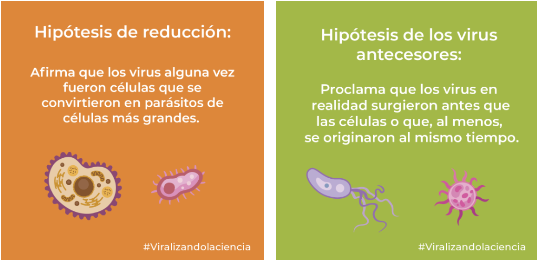 Hipótesis de reducción:
Afirma que los virus alguna vez
fueron células que se
convirtieron en parásitos de
células más grandes.
#Viralizandolaciencia
Hipótesis de los virus
antecesores:
Proclama que los virus en
realidad surgieron antes que
las células o que, al menos,
se originaron al mismo tiempo.
#Viralizandolaciencia